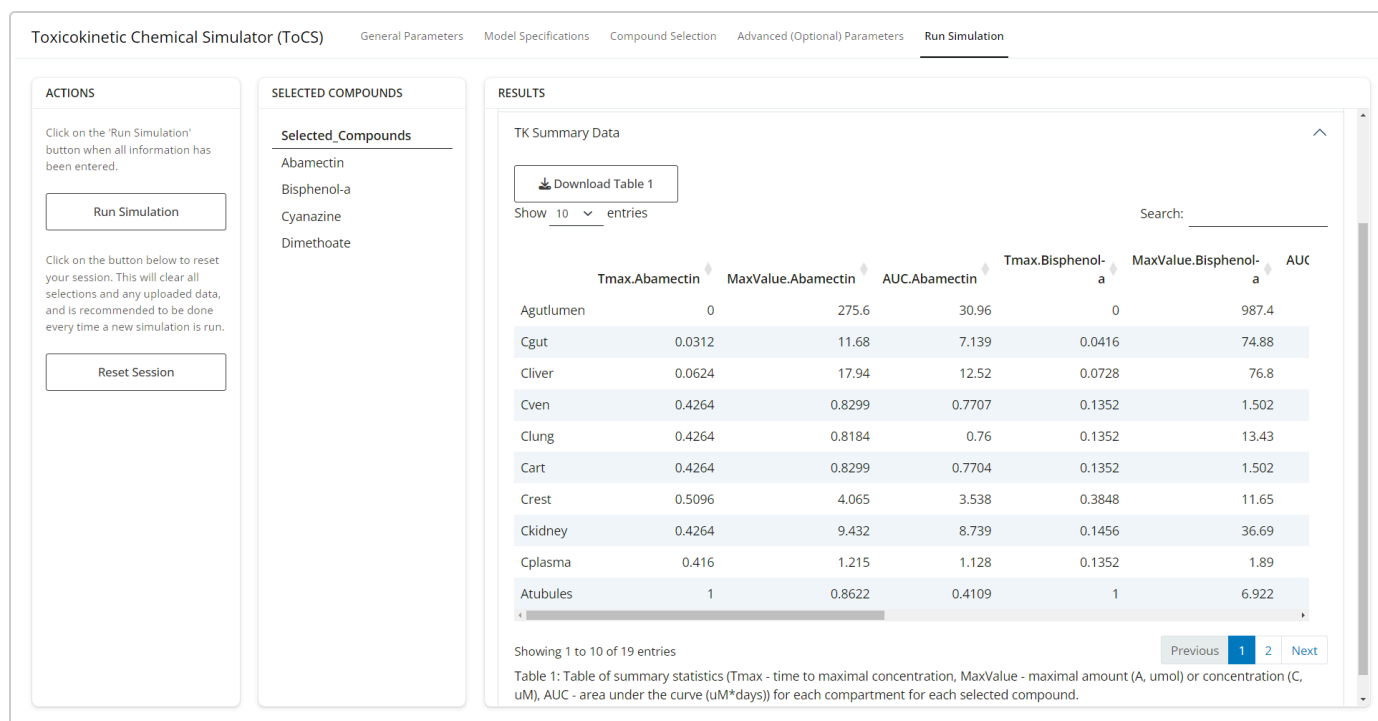 Toxicokinetic Chemical Simulator (ToCS) General Parameters Model Specifications Compound Selection Advanced (Optional) Parameters Run Simulation
ACTIONS
Click on the 'Run Simulation'
button when all information has
been entered.
Run Simulation
Click on the button below to reset
your session. This will clear all
selections and any uploaded data,
and is recommended to be done
every time a new simulation is run.
Reset Session
SELECTED COMPOUNDS
Selected_Compounds
Abamectin
Bisphenol-a
Cyanazine
Dimethoate
RESULTS
TK Summary Data
Download Table 1
Show 10 entries
Search:
Tmax.Abamectin MaxValue.Abamectin AUC.Abamectin Tmax.Bisphenol-a MaxValue.Bisphenol-a AUC
Agutlumen 0 275.6 30.96 0 987.4
Cgut 0.0312 11.68 7.139 0.0416 74.88
Cliver 0.0624 17.94 12.52 0.0728 76.8
Cven 0.4264 0.8299 0.7707 0.1352 1.502
Clung 0.4264 0.8184 0.76 0.1352 13.43
Cart 0.4264 0.8299 0.7704 0.1352 1.502
Crest 0.5096 4.065 3.538 0.3848 11.65
Ckidney 0.4264 9.432 8.739 0.1456 36.69
Cplasma 0.416 1.215 1.128 0.1352 1.89
Atubules 1 0.8622 0.4109 1 6.922
Showing 1 to 10 of 19 entries
Previous 1 2 Next
Table 1: Table of summary statistics (Tmax - time to maximal concentration, MaxValue - maximal amount (A, umol) or concentration (C,
uM), AUC - area under the curve (uM*days)) for each compartment for each selected compound.